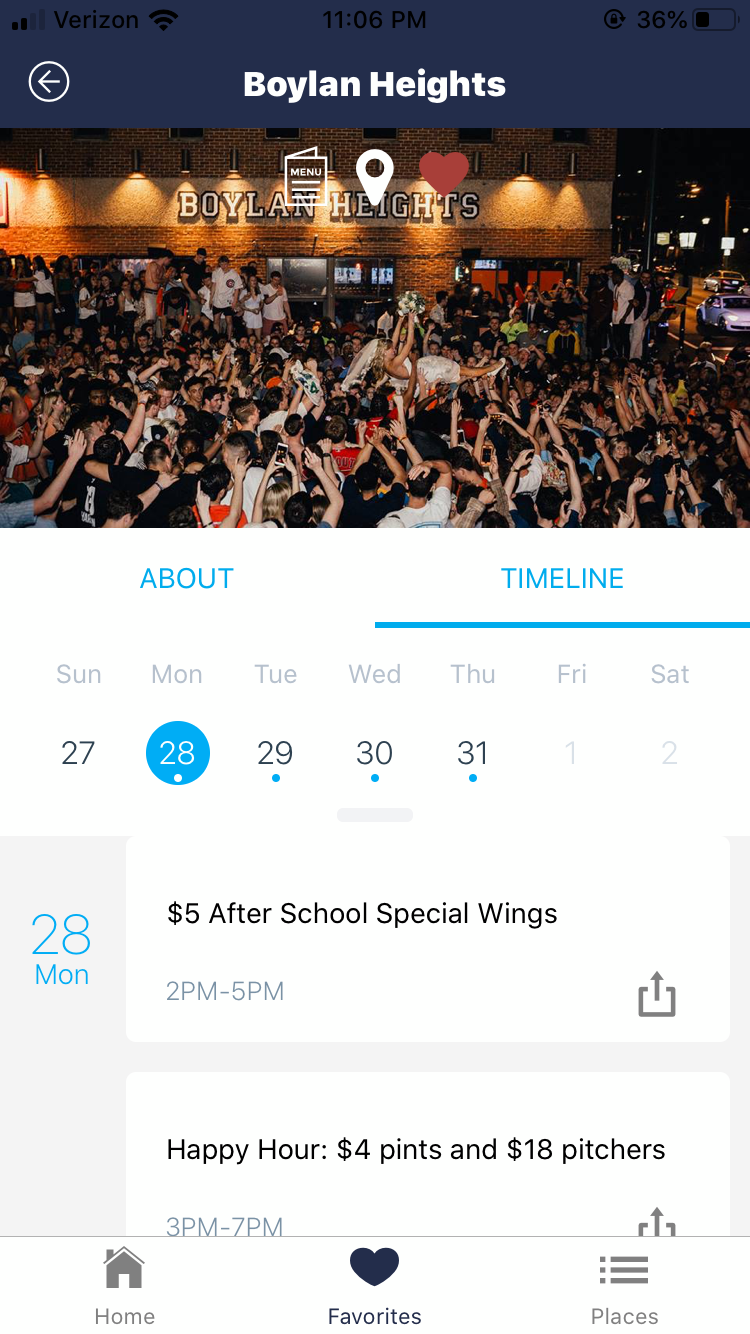 Verizon 11:06 PM 36%
Boylan Heights
MENU
BOYLAN HEIGHTS
ABOUT TIMELINE
Sun Mon Tue Wed Thu Fri Sat
27 28 29 30 31 1 2
$5 After School Special Wings
28
Mon
2PM-5PM
Happy Hour: $4 pints and $18 pitchers
3PM-7PM
Home Favorites Places